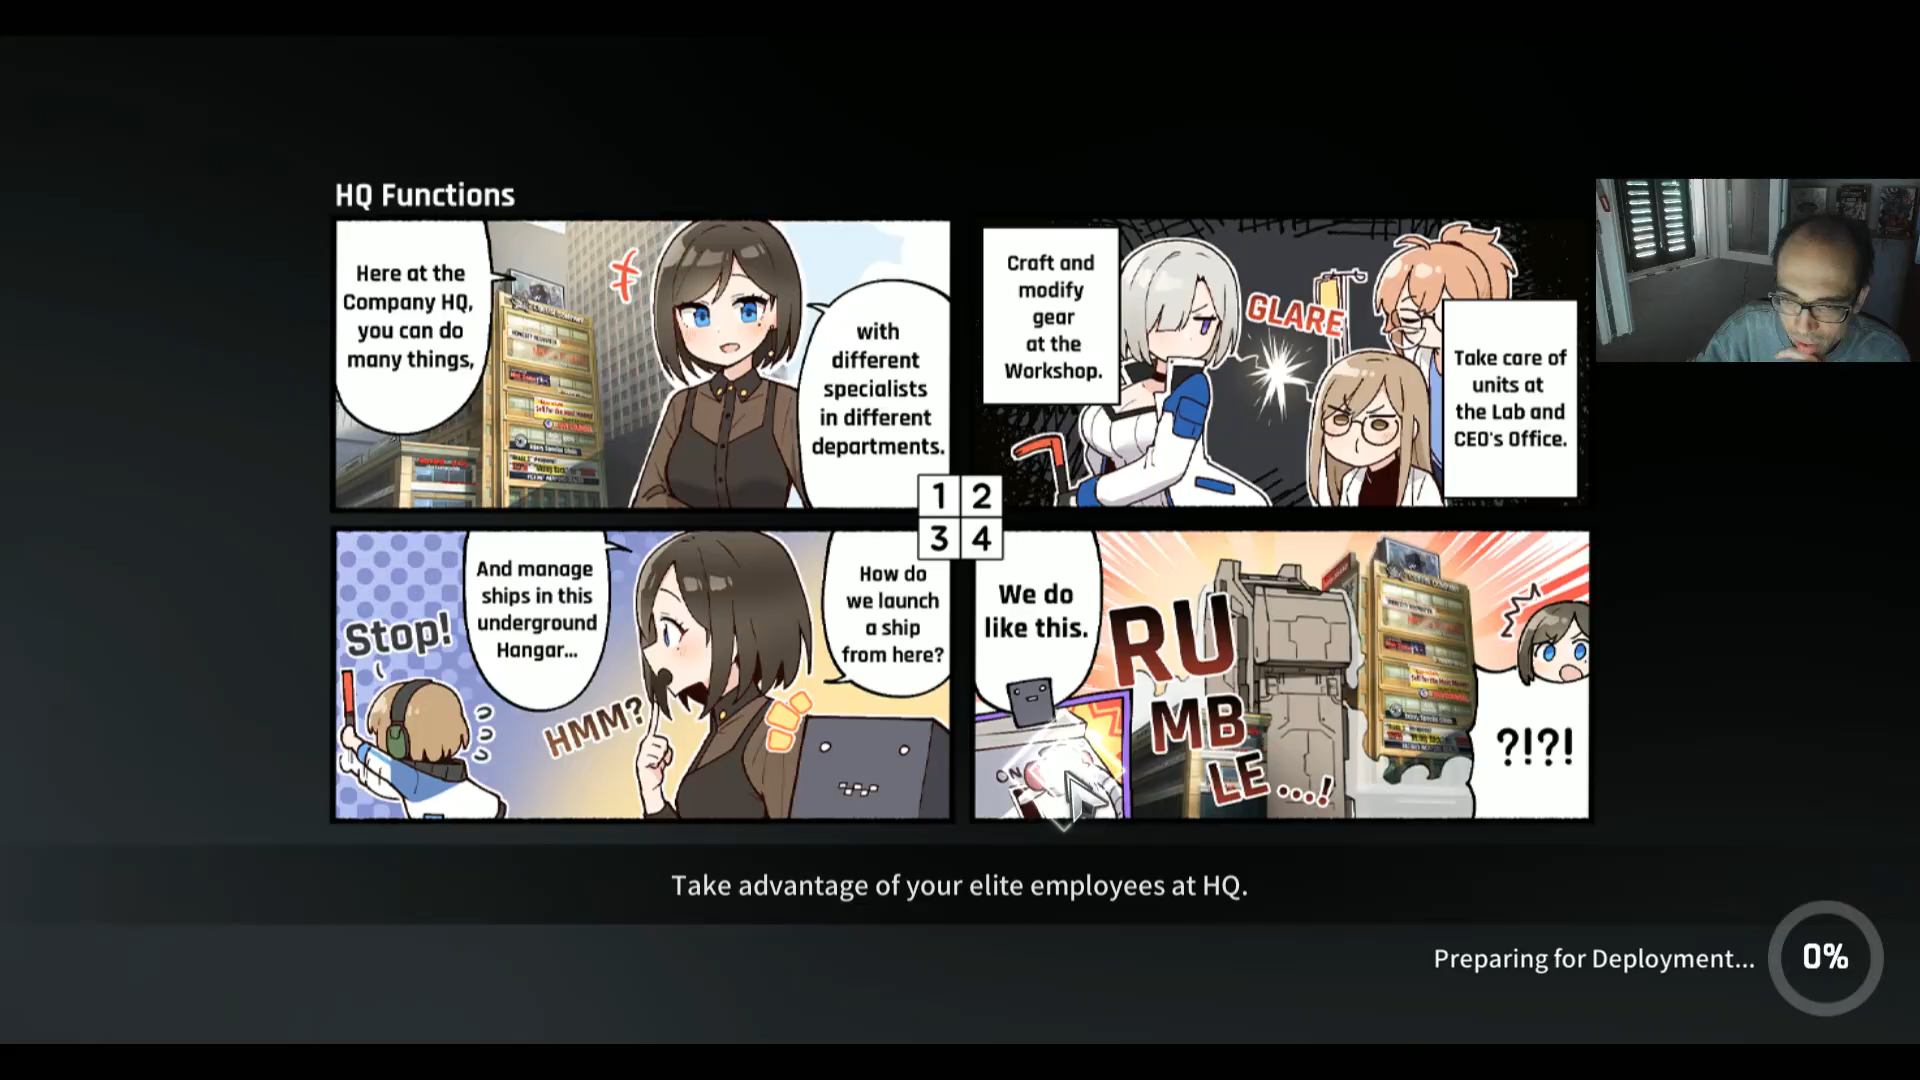 HQ Functions
Here at the
Company HQ,
you can do
many things,
with
different
specialists
in different
departments.
Craft and
modify
gear
at the
Workshop.
GLARE
Take care of
units at
the Lab and
CEO's Office.
1 2
3 4
Stop!
And manage
ships in this
underground
Hangar...
HMM?
How do
we launch
a ship
from here?
We do
like this.
ON
RU
MB
LE...!
?!?!
Take advantage of your elite employees at HQ.
Preparing for Deployment...
0%